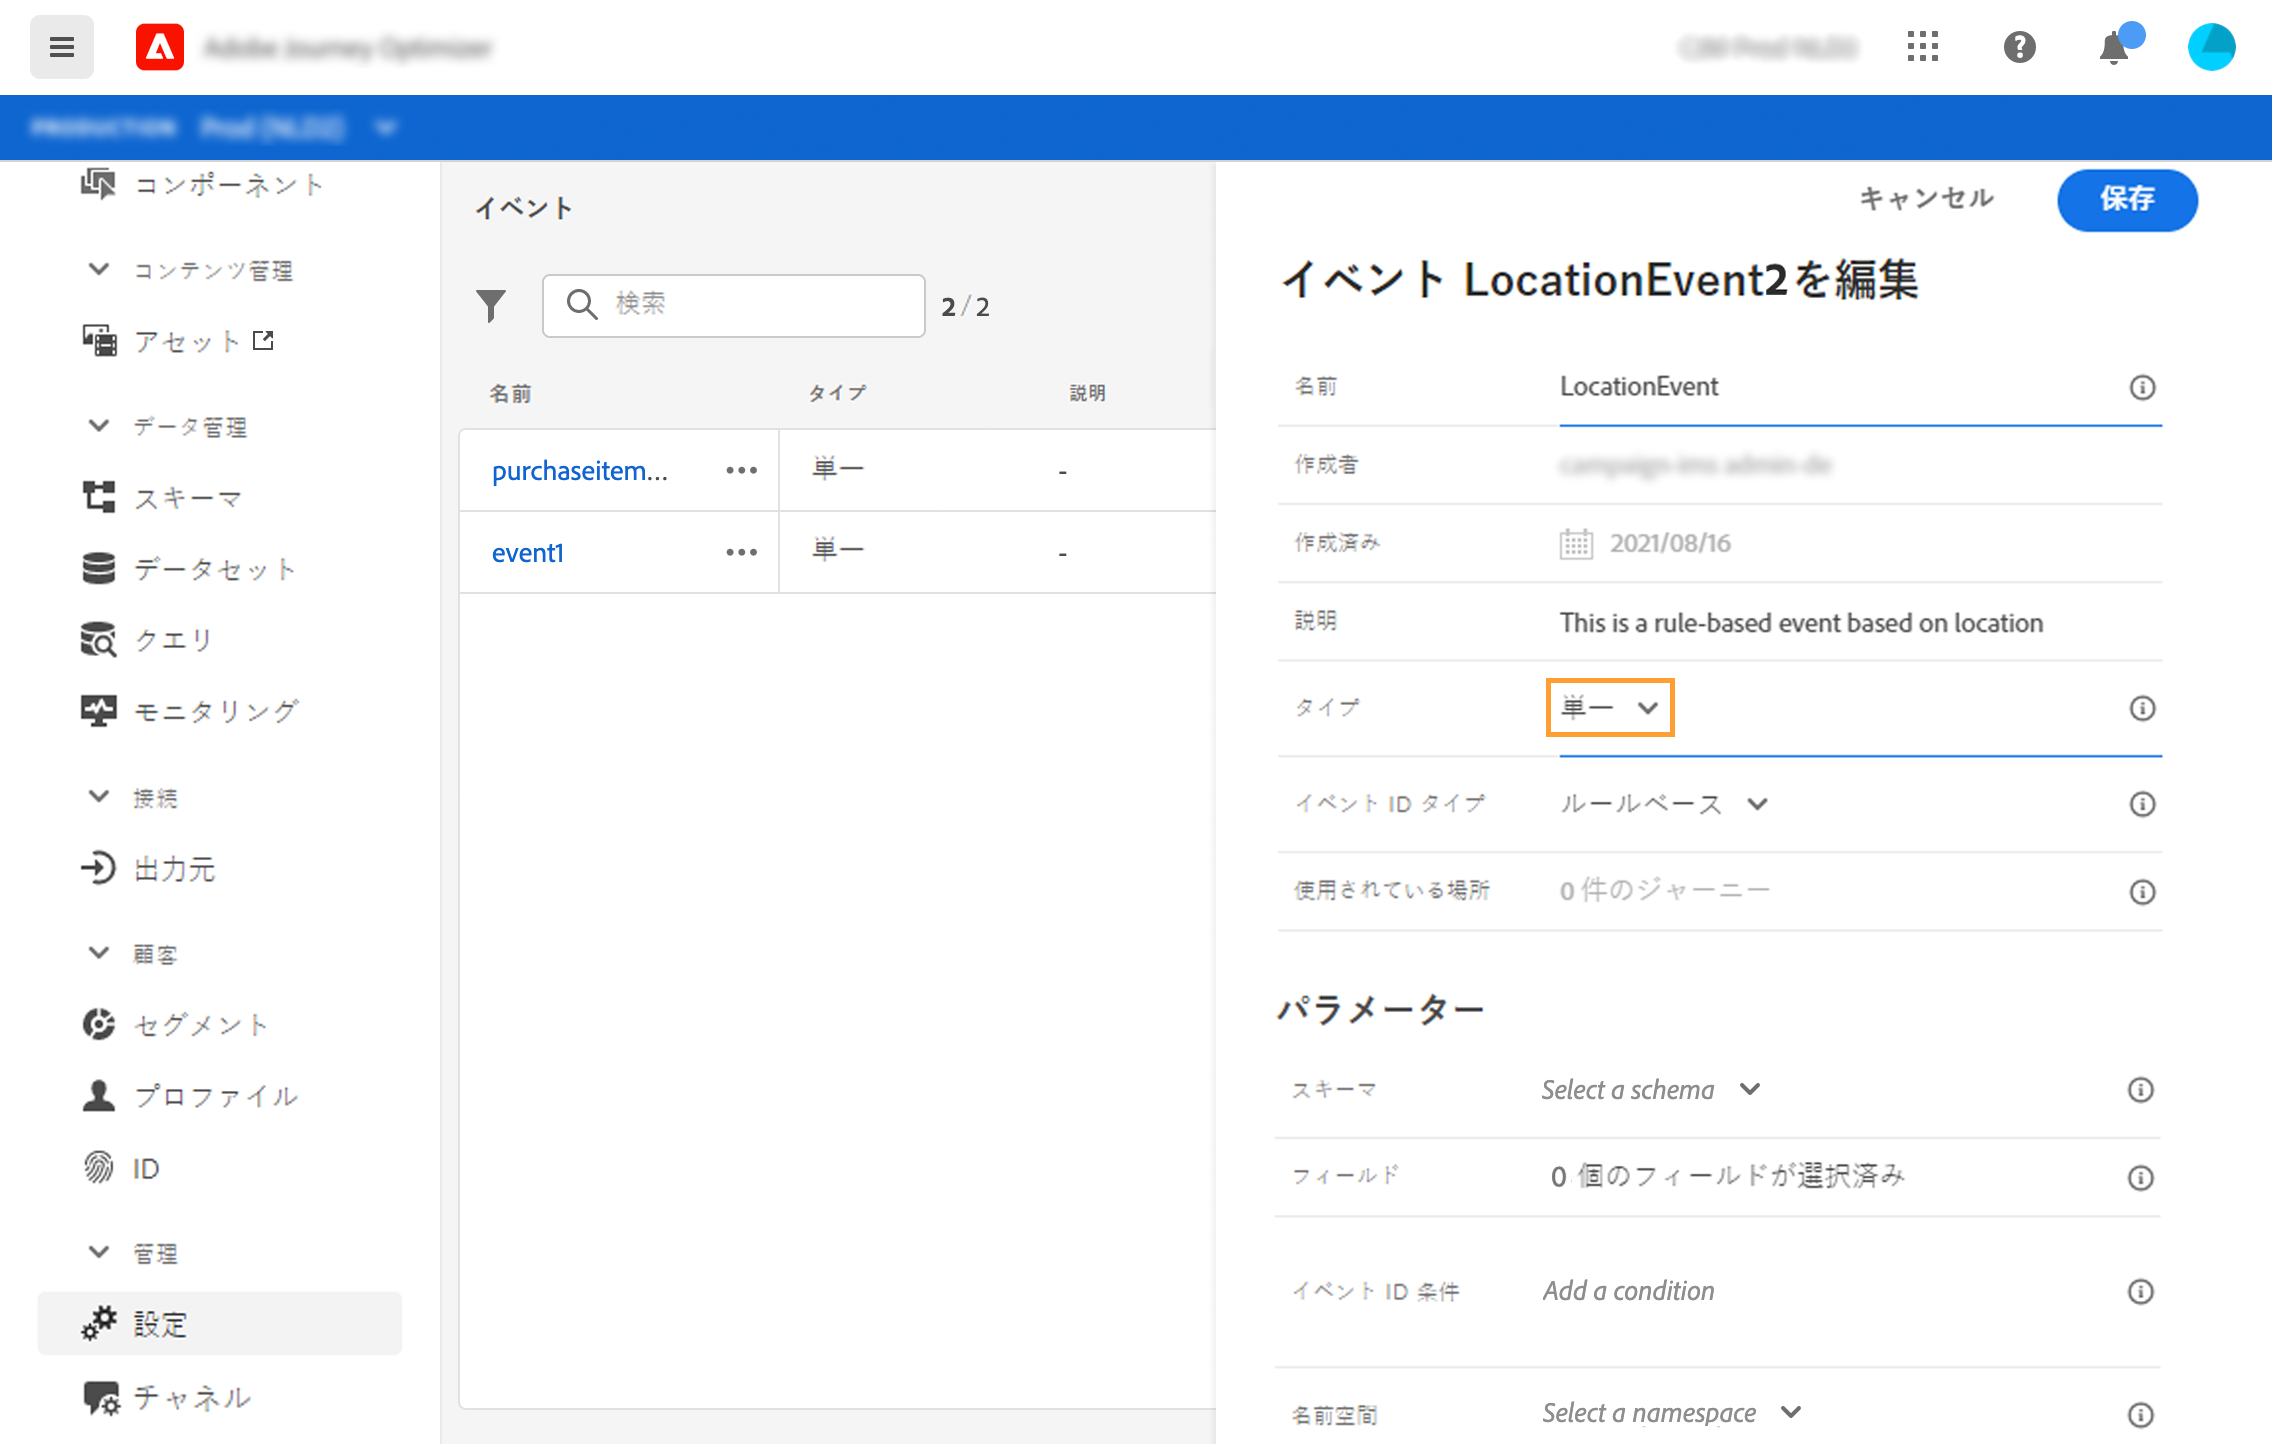 コンポーネント
コンテンツ管理
アセット
データ管理
スキーマ
データセット
クエリ
モニタリング
接続
出力元
顧客
セグメント
プロファイル
ID
管理
設定
チャネル
イベント
検索
2 / 2
名前 タイプ 説明
purchaseitem... 単一 -
event1 単一 -
キャンセル 保存
イベント LocationEvent2を編集
名前 LocationEvent
作成者
作成済み 2021/08/16
説明 This is a rule-based event based on location
タイプ 単一
イベント ID タイプ ルールベース
使用されている場所 0 件のジャーニー
パラメーター
スキーマ Select a schema
フィールド 0 個のフィールドが選択済み
イベント ID 条件 Add a condition
名前空間 Select a namespace